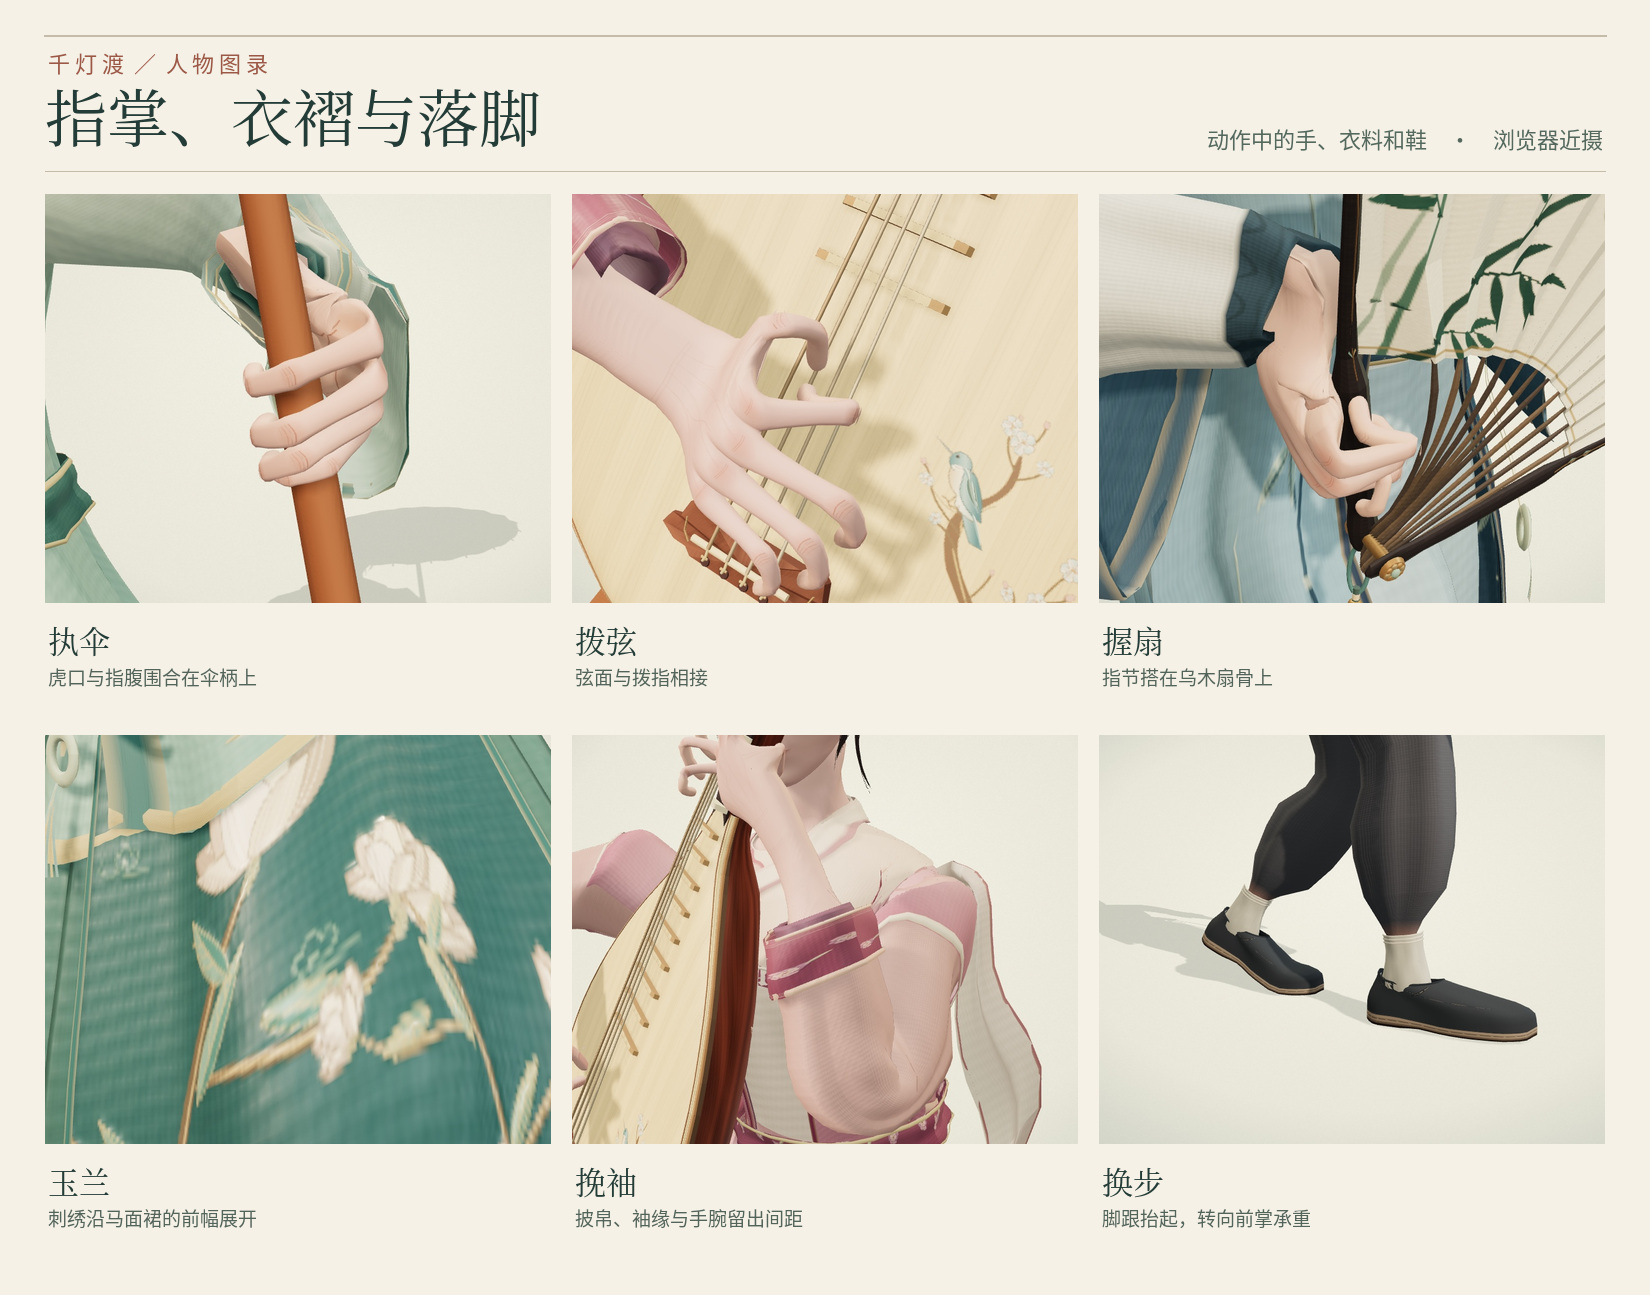 千灯渡／人物图录
指掌、衣褶与落脚
动作中的手、衣料和鞋 • 浏览器近摄
执伞
虎口与指腹围合在伞柄上
拨弦
弦面与拨指相接
握扇
指节搭在乌木扇骨上
玉兰
刺绣沿马面裙的前幅展开
挽袖
披帛、袖缘与手腕留出间距
换步
脚跟抬起，转向前掌承重